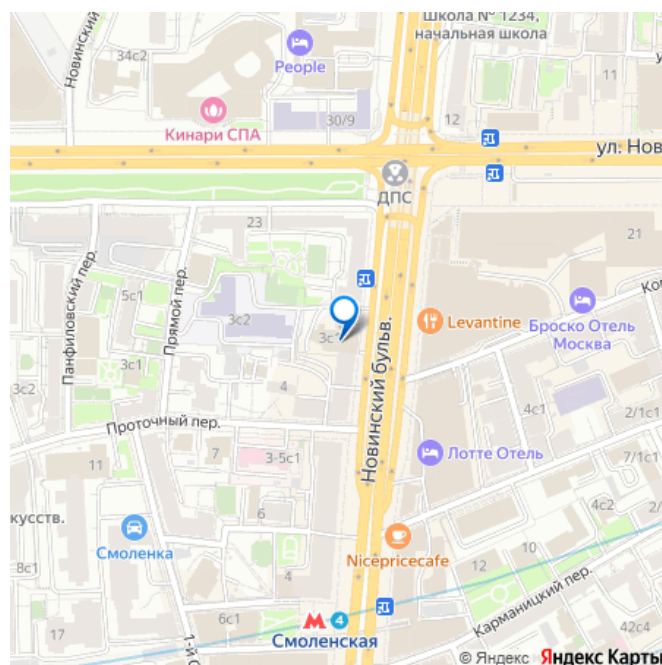 Школа № 1234,
начальная школа
Новинский
34с2
People
11
Кинари СПА
30/9
12
ул. Нов
ДПС
23
21
Панфиловский пер.
Прямой пер.
5с1
3с2
Levantine
Броско Отель
Москва
3с1
Новинский бульв.
3с2
4
4с1
2/1с1
Проточный пер.
7
3-5с1
11
Лотте Отель
7/1с1
6
кусств.
Смоленка
Nicepricecafe
12
10
8с1
4
Карманицкий пер.
6с1
4
17
Смоленская
1-й С
42с4
© Яндекс Яндекс Карты